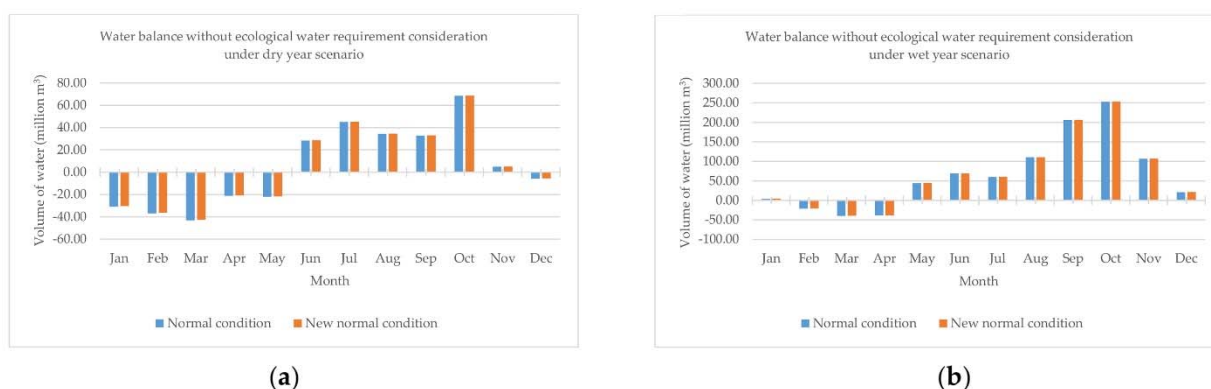 Water balance without ecological water requirement consideration
under dry year scenario
Volume of water (million m³)
80.00
60.00
40.00
20.00
0.00
-20.00
-40.00
-60.00
Jan Feb Mar Apr May Jun Jul Aug Sep Oct Nov Dec
Month
Normal condition New normal condition
(a)
Water balance without ecological water requirement consideration
under wet year scenario
Volume of water (million m³)
300.00
250.00
200.00
150.00
100.00
50.00
0.00
-50.00
-100.00
Jan Feb Mar Apr May Jun Jul Aug Sep Oct Nov Dec
Month
Normal condition New normal condition
(b)